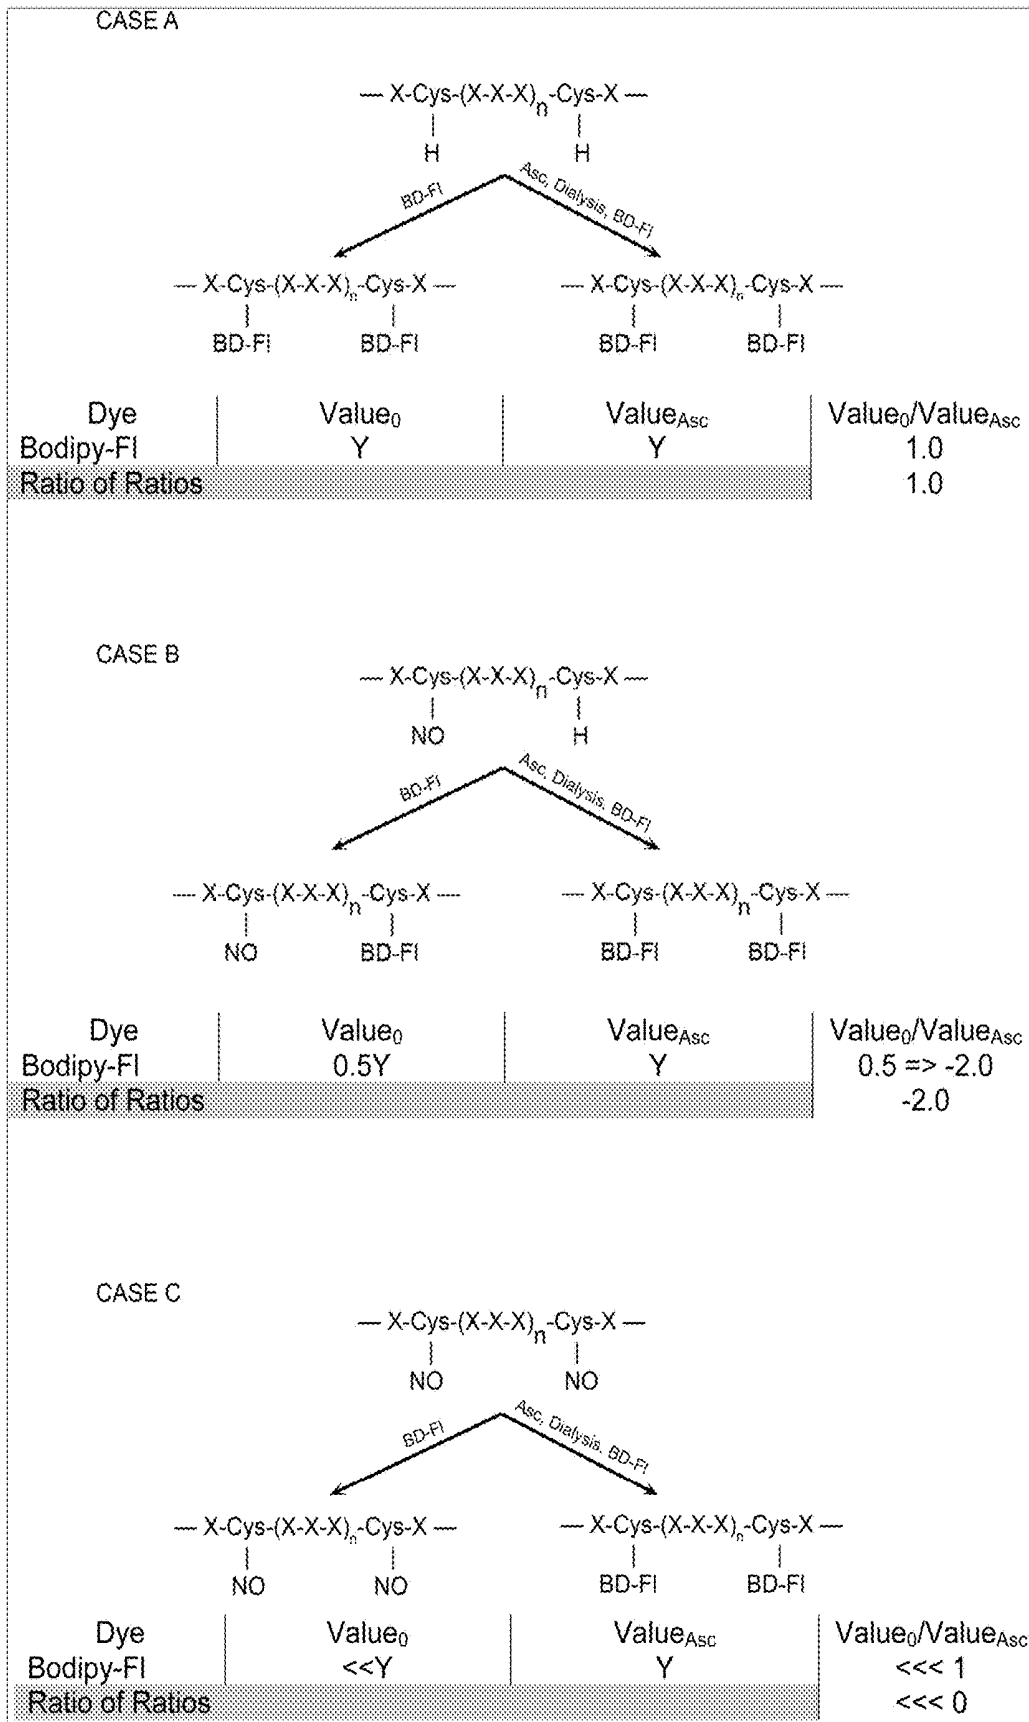 CASE A
— X-Cys-(X-X-X)n-Cys-X —
H H
BD-Fl Asc, Dialysis, BD-Fl
— X-Cys-(X-X-X)n-Cys-X — — X-Cys-(X-X-X)n-Cys-X —
BD-Fl BD-Fl BD-Fl BD-Fl
Dye Value0 ValueAsc Value0/ValueAsc
Bodipy-Fl Y Y 1.0
Ratio of Ratios 1.0
CASE B
— X-Cys-(X-X-X)n-Cys-X —
NO H
BD-Fl Asc, Dialysis, BD-Fl
— X-Cys-(X-X-X)n-Cys-X — — X-Cys-(X-X-X)n-Cys-X —
NO BD-Fl BD-Fl BD-Fl
Dye Value0 ValueAsc Value0/ValueAsc
Bodipy-Fl 0.5Y Y 0.5 => -2.0
Ratio of Ratios -2.0
CASE C
— X-Cys-(X-X-X)n-Cys-X —
NO NO
BD-Fl Asc, Dialysis, BD-Fl
— X-Cys-(X-X-X)n-Cys-X — — X-Cys-(X-X-X)n-Cys-X —
NO NO BD-Fl BD-Fl
Dye Value0 ValueAsc Value0/ValueAsc
Bodipy-Fl <<Y Y <<< 1
Ratio of Ratios <<< 0